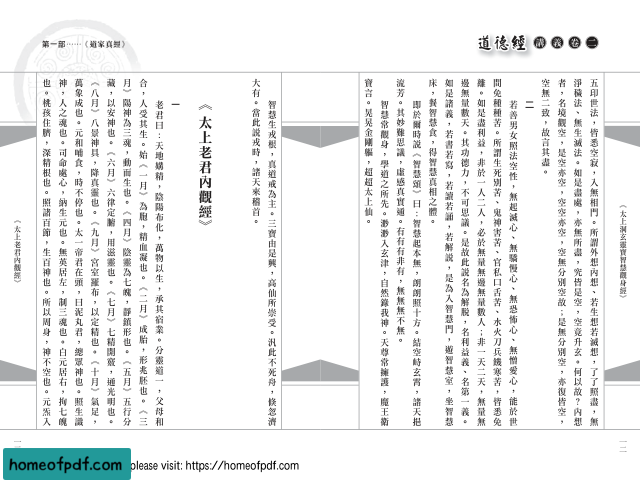 道德經 講義卷二
五印世法，皆悉空寂，入無相門。所謂外想內想、若生想若滅想，了了照盡，無
淨穢法、無生滅法。如是盡處，亦無所盡，究皆是空，空竟升玄。何以故？內想
者，名境觀空，是空亦空，空空亦空，空無分別空故；是無分別空，亦復皆空，
空無二故，故言其盡。
二
若善男女照法空性，無起滅心、無驕慢心、無恐怖心、無憎愛心，能於世
間免種種苦。所謂生死別苦、鬼神害苦、官私口舌苦、水火刀兵饑寒苦，皆悉免
離。如是盡利益，非於一人二人，必於無量無邊無量數人；非一天二天，無量無
邊無量數天。其功德力，不可思議。是故此說名為解脫，名利益義、名第一義。
如是諸義，若書若寫，若讀若誦，若解說，是為入智慧門，遊智慧室，坐智慧
床，餐智慧食，得智慧真相之體。
即於爾時說《智慧頌》曰：智慧起本無，朗朗照十方。結空峙玄霄，諸天挹
流芳。其妙難思議，虛感真實通。有有有非有，無無無不無。
智慧常觀身，學道之所先。渺渺入玄津，自然錄我神。天尊常擁護，魔王衛
寶言。晃晃金剛軀，超超太上仙。
《太上洞玄靈寶智慧觀身經》
第一部……《道家真經》
智慧生戒根，真道戒為主。三寶由是興，高仙所崇受。汎此不死舟，倏忽濟
大有。當此說戒時，諸天來稽首。
《太上老君內觀經》
一
老君曰：天地媾精，陰陽布化，萬物以生，承其宿業。分靈道一，父母和
合，人受其生。始《一月》為胞，精血凝也。《二月》成胎，形兆胚也。《三
月》陽神為三魂，動而生也。《四月》陰靈為七魄，靜鎮形也。《五月》五行分
藏，以安神也。《六月》六律定腑，用滋靈也。《七月》七精開竅，通光明也。
《八月》八景神具，降真靈也。《九月》宮室羅布，以定精也。《十月》氣足，
萬象成也。元和哺食，時不停也。太一帝君在頭，曰泥丸君，總眾神也。照生識
神，人之魂也。司命處心，納生元也。無英居左，制三魂也。白元居右，拘七魄
也。桃孩住臍，深精根也。照諸百節，生百神也。所以周身，神不空也。元炁入
《太上老君內觀經》
homeofpdf.com
please visit: https://homeofpdf.com